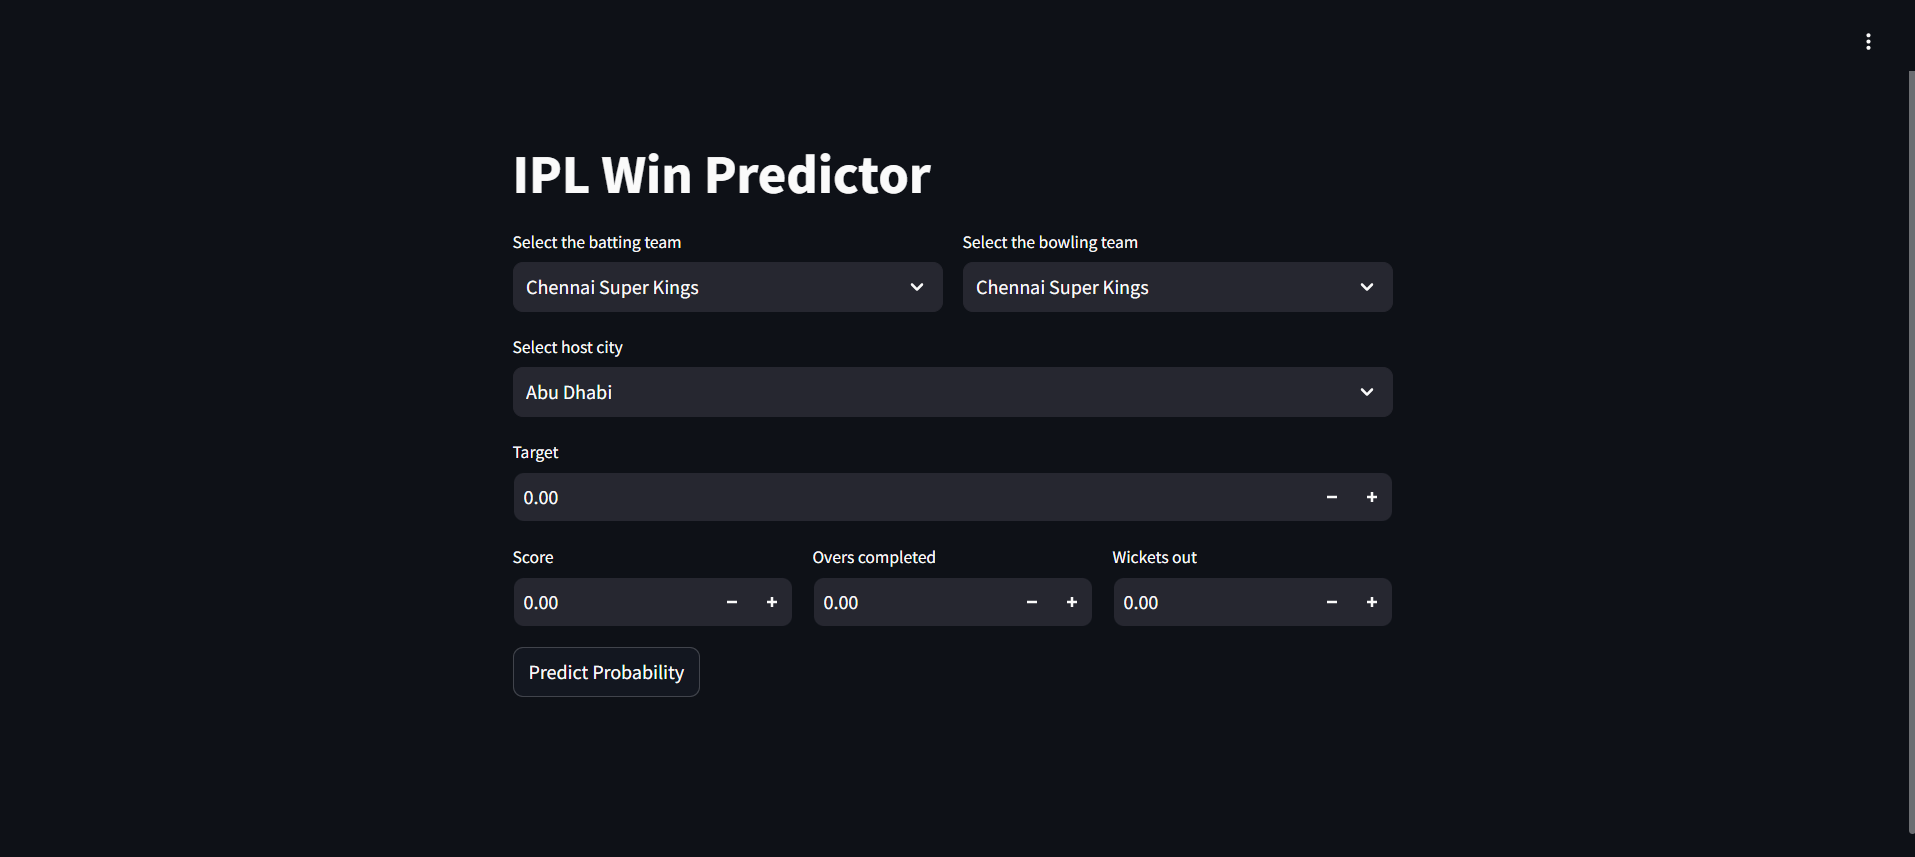 IPL Win Predictor
Select the batting team
Select the bowling team
Chennai Super Kings
Chennai Super Kings
Select host city
Abu Dhabi
Target
0.00
Score
Overs completed
Wickets out
0.00
0.00
0.00
Predict Probability